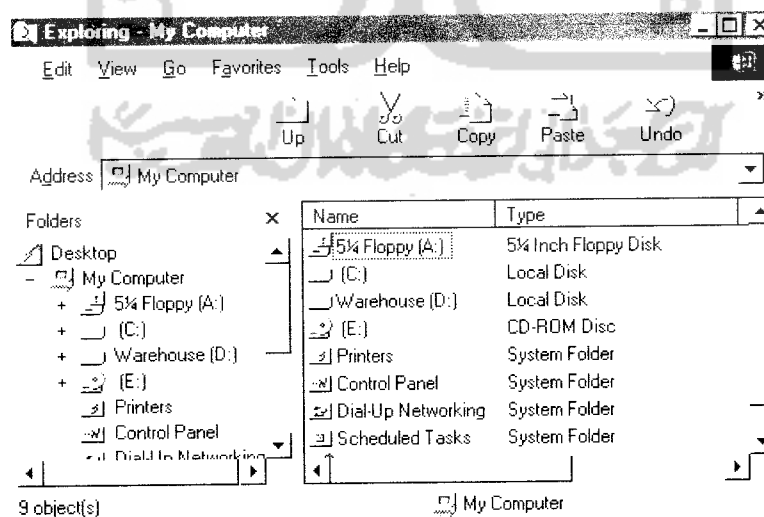 Exploring - My Computer
Edit View Go Favorites Tools Help
Up Cut Copy Paste Undo
Address My Computer
Folders
Desktop
My Computer
5¼ Floppy (A:)
(C:)
Warehouse (D:)
(E:)
Printers
Control Panel
Dial-Up Networking
Name Type
5¼ Floppy (A:) 5¼ Inch Floppy Disk
(C:) Local Disk
Warehouse (D:) Local Disk
(E:) CD-ROM Disc
Printers System Folder
Control Panel System Folder
Dial-Up Networking System Folder
Scheduled Tasks System Folder
9 object(s) My Computer